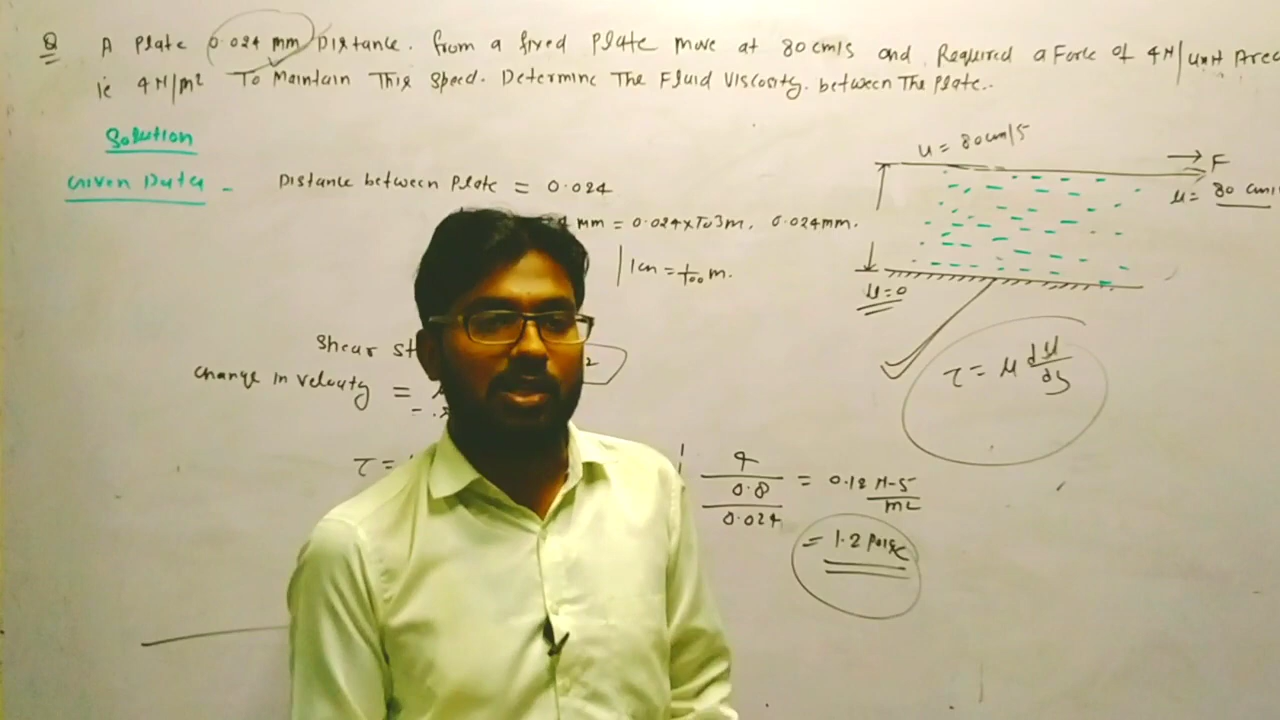 Q A Plate 0.024 mm Distance. from a fixed Plate move at 80 cm/s and Required a Force of 4N/Unit Area
ie 4N/m² To Maintain This Speed. Determine The Fluid Viscosity. between The Plate..
Solution
Given Data - Distance between Plate = 0.024
mm = 0.024x10-3m, 0.024mm.
1cm = 1/100 m.
Shear st
2
Change in Velocity =
τ =
4 / 0.8 / 0.024 = 0.12 N-S/m2
= 1.2 Poise
u = 80cm/s
F
u = 80 cm/s
u=0
τ = μ du/dy